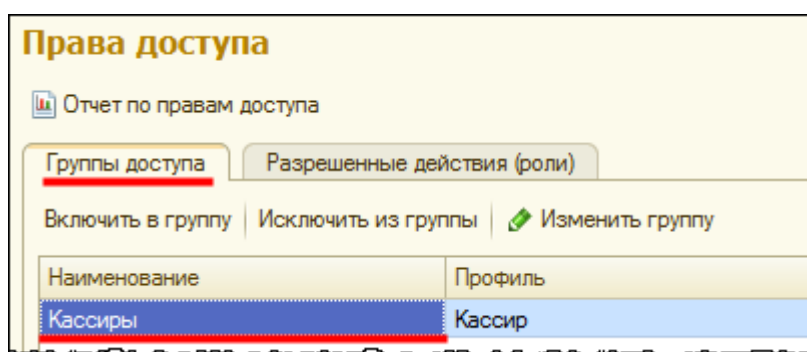 Права доступа
Отчет по правам доступа
Группы доступа Разрешенные действия (роли)
Включить в группу Исключить из группы Изменить группу
Наименование Профиль
Кассиры Кассир